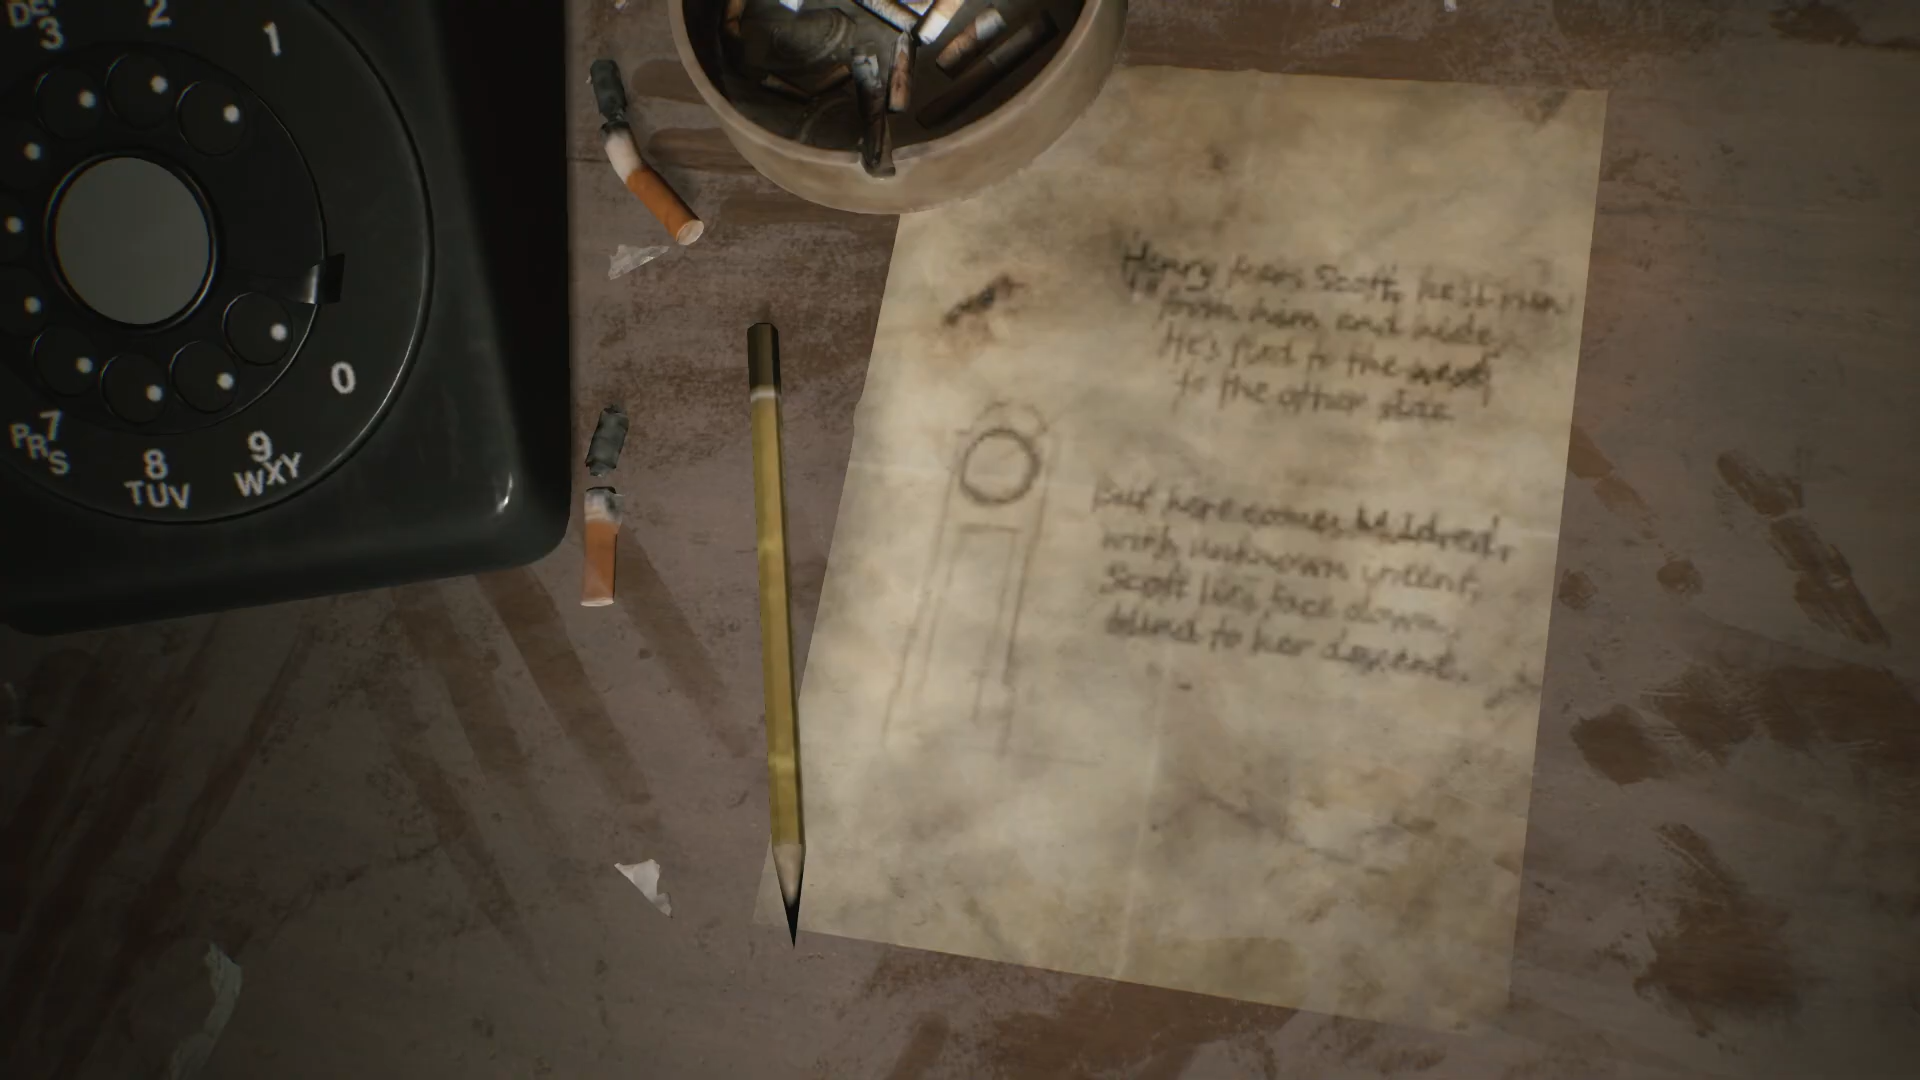 DEF
3
2
1
0
9
WXY
8
TUV
7
PRS
Henry fears Scott, he'll run
from him and hide,
He's fled to the west,
to the other side
But here comes Mildred,
with unknown intent,
Scott lies face down,
blind to her descent.